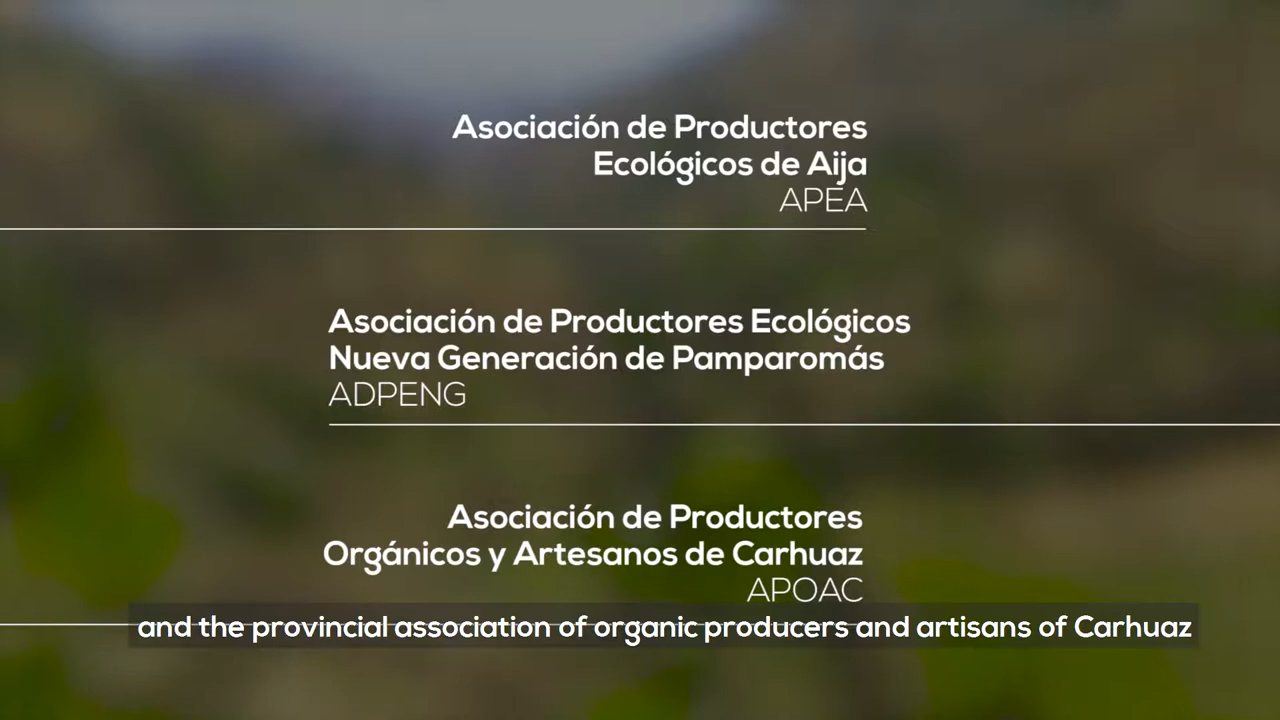 Asociación de Productores
Ecológicos de Aija
APEA
Asociación de Productores Ecológicos
Nueva Generación de Pamparomás
ADPENG
Asociación de Productores
Orgánicos y Artesanos de Carhuaz
APOAC
and the provincial association of organic producers and artisans of Carhuaz